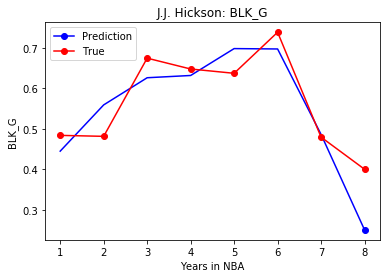 J.J. Hickson: BLK_G
Prediction
True
BLK_G
0.7
0.6
0.5
0.4
0.3
1 2 3 4 5 6 7 8
Years in NBA